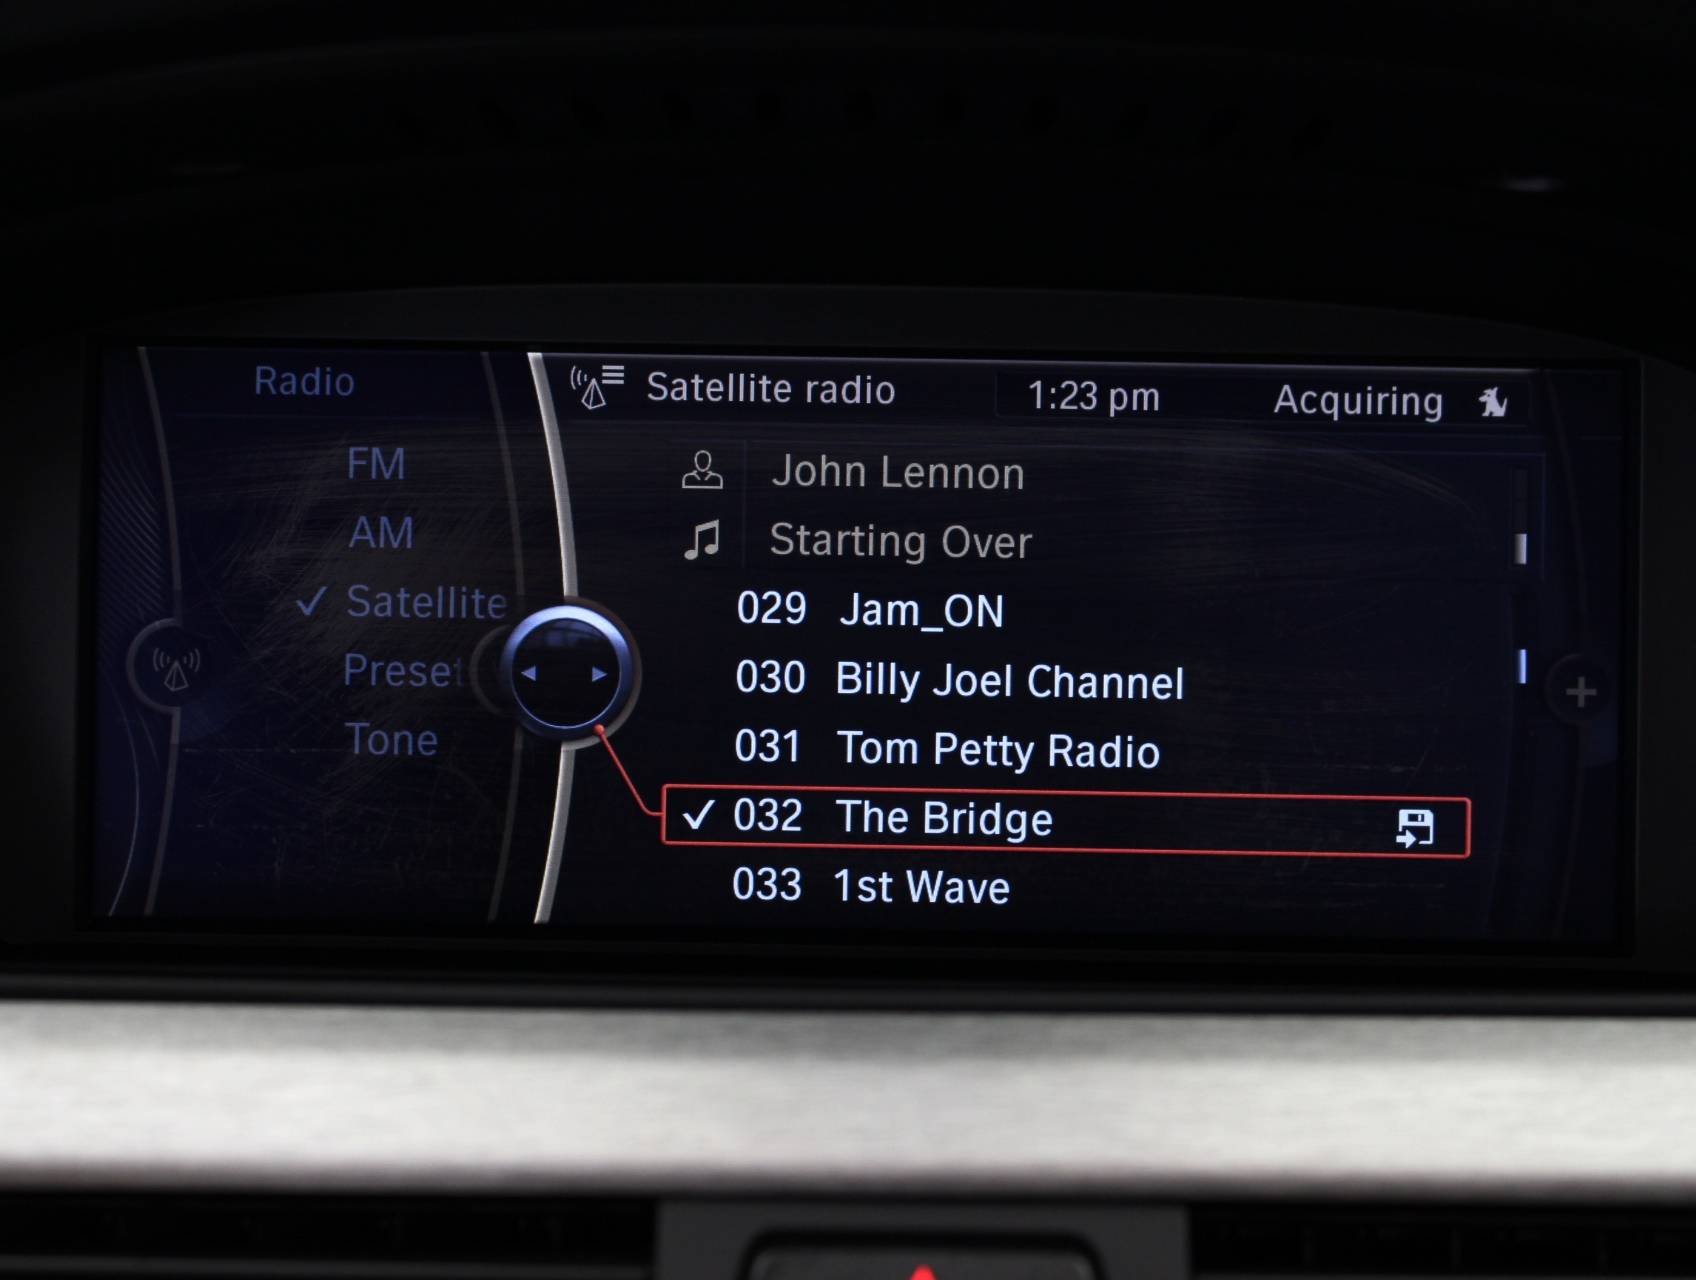 Radio
FM
AM
Satellite
Preset
Tone
Satellite radio 1:23 pm Acquiring
John Lennon
Starting Over
029 Jam_ON
030 Billy Joel Channel
031 Tom Petty Radio
032 The Bridge
033 1st Wave